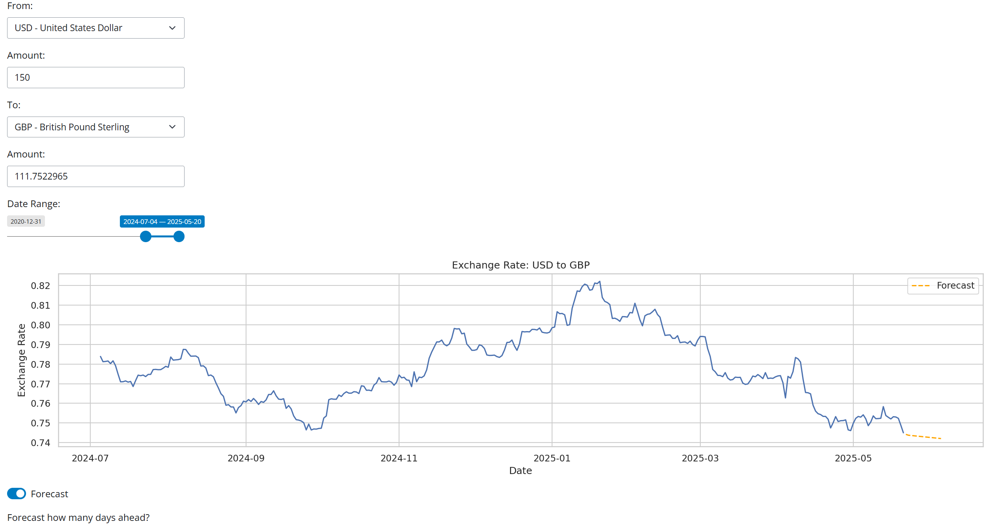 From:
USD - United States Dollar
Amount:
150
To:
GBP - British Pound Sterling
Amount:
111.7522965
Date Range:
2020-12-31
2024-07-04 — 2025-05-20
Exchange Rate: USD to GBP
Forecast
Exchange Rate
0.82
0.81
0.80
0.79
0.78
0.77
0.76
0.75
0.74
2024-07
2024-09
2024-11
2025-01
2025-03
2025-05
Date
Forecast
Forecast how many days ahead?